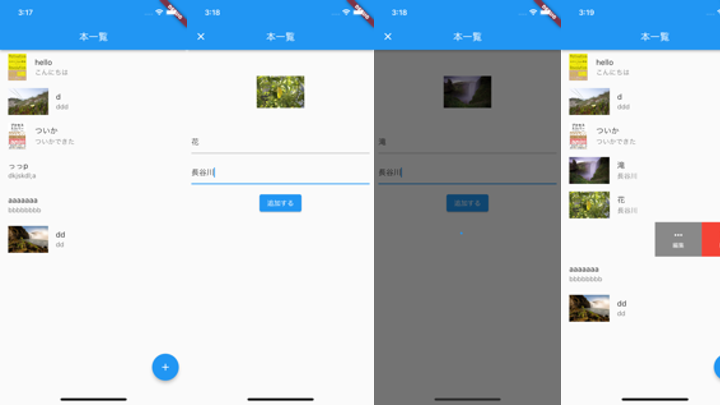 3:17
本一覧
hello
こんにちは
d
ddd
ついか
ついかできた
っっp
dkjskdl;a
aaaaaaa
bbbbbbbb
dd
dd
+
3:18
×
本一覧
花
長谷川
追加する
3:18
×
本一覧
滝
長谷川
追加する
3:19
本一覧
hello
こんにちは
d
ddd
ついか
ついかできた
滝
長谷川
花
長谷川
編集
aaaaaaa
bbbbbbbb
dd
dd